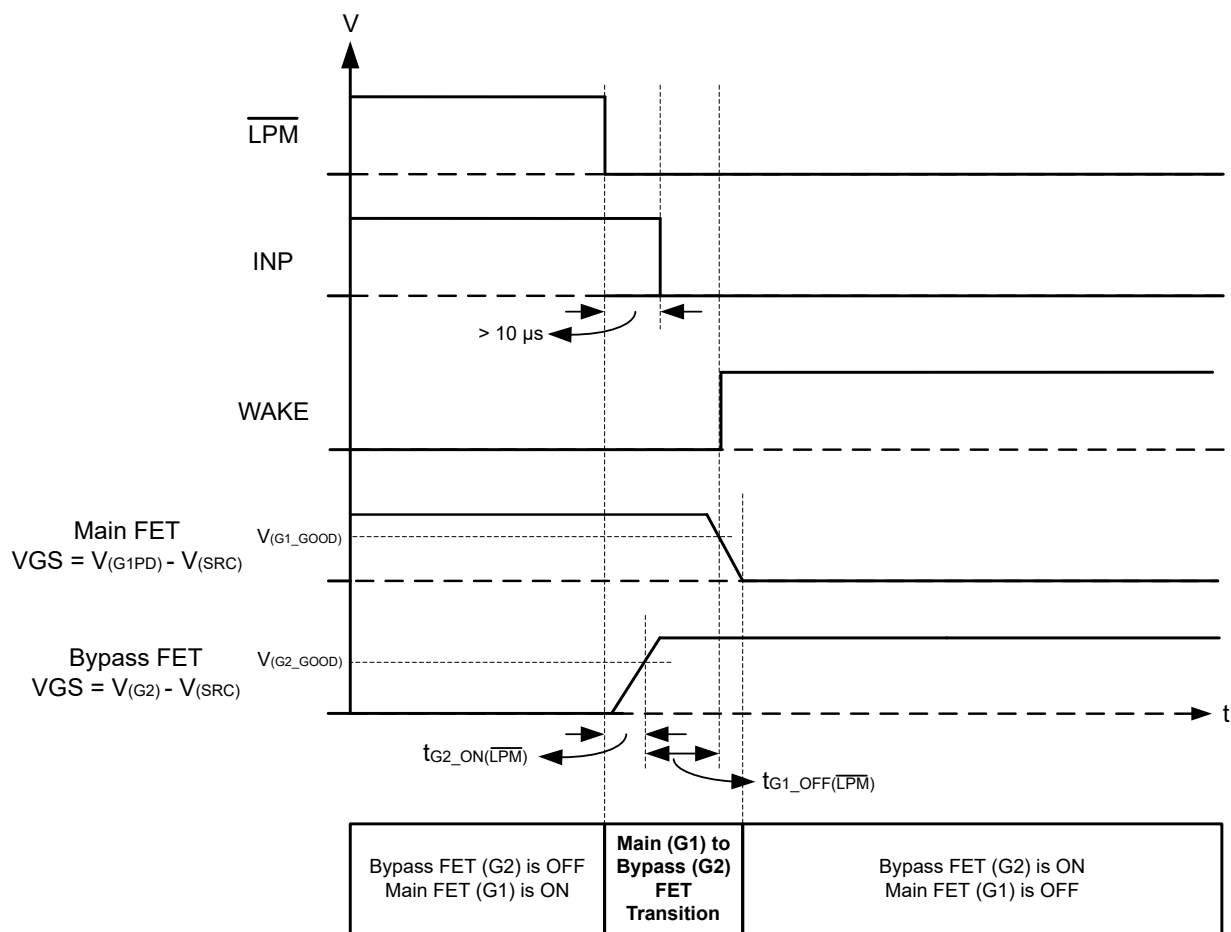 V
LPM
INP
> 10 µs
WAKE
Main FET
VGS = V(G1PD) - V(SRC)
V(G1_GOOD)
Bypass FET
VGS = V(G2) - V(SRC)
V(G2_GOOD)
t
tG2_ON(LPM)
tG1_OFF(LPM)
Bypass FET (G2) is OFF
Main FET (G1) is ON
Main (G1) to
Bypass (G2)
FET
Transition
Bypass FET (G2) is ON
Main FET (G1) is OFF